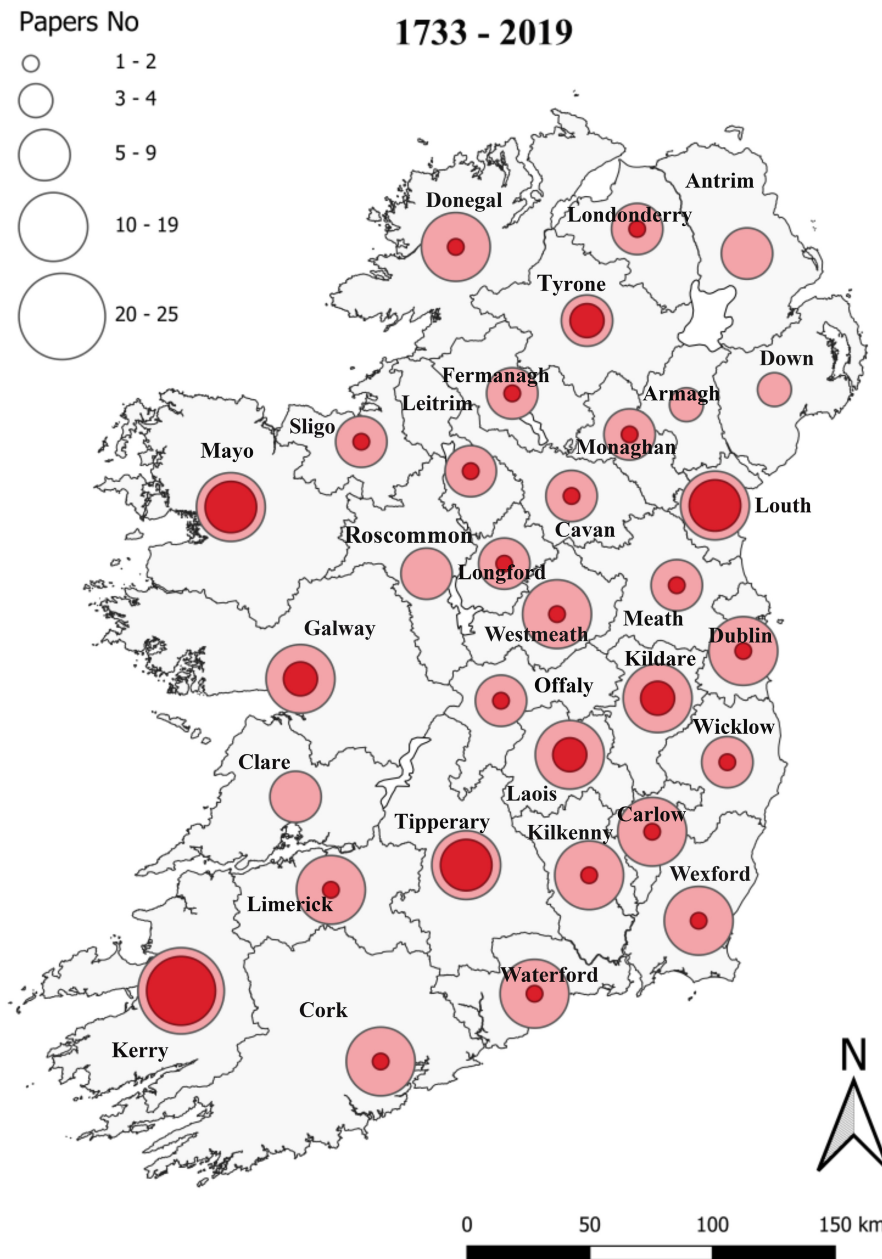 Papers No
1733 - 2019
1 - 2
3 - 4
5 - 9
10 - 19
20 - 25
Antrim
Donegal
Londonderry
Tyrone
Down
Fermanagh
Armagh
Leitrim
Sligo
Monaghan
Mayo
Louth
Cavan
Roscommon
Longford
Meath
Westmeath
Dublin
Galway
Kildare
Offaly
Wicklow
Clare
Laois
Carlow
Tipperary
Kilkenny
Wexford
Limerick
Waterford
Cork
Kerry
N
0 50 100 150 km